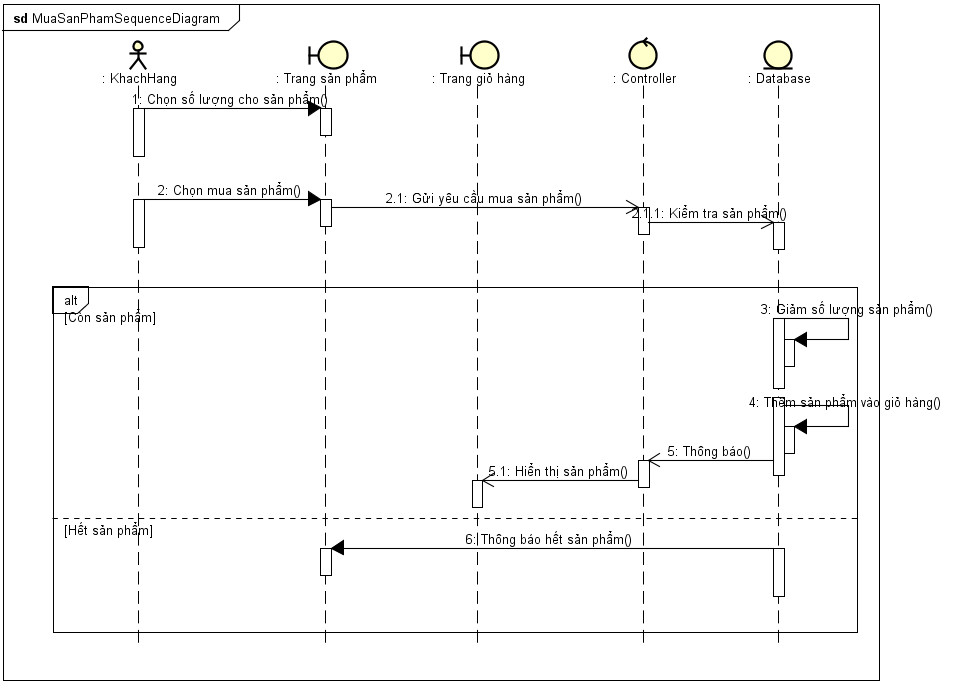 sd MuaSanPhamSequenceDiagram
: KhachHang
: Trang sản phẩm
: Trang giỏ hàng
: Controller
: Database
1: Chọn số lượng cho sản phẩm()
2: Chọn mua sản phẩm()
2.1: Gửi yêu cầu mua sản phẩm()
2.1.1: Kiểm tra sản phẩm()
alt
[Còn sản phẩm]
3: Giảm số lượng sản phẩm()
4: Thêm sản phẩm vào giỏ hàng()
5: Thông báo()
5.1: Hiển thị sản phẩm()
[Hết sản phẩm]
6: Thông báo hết sản phẩm()